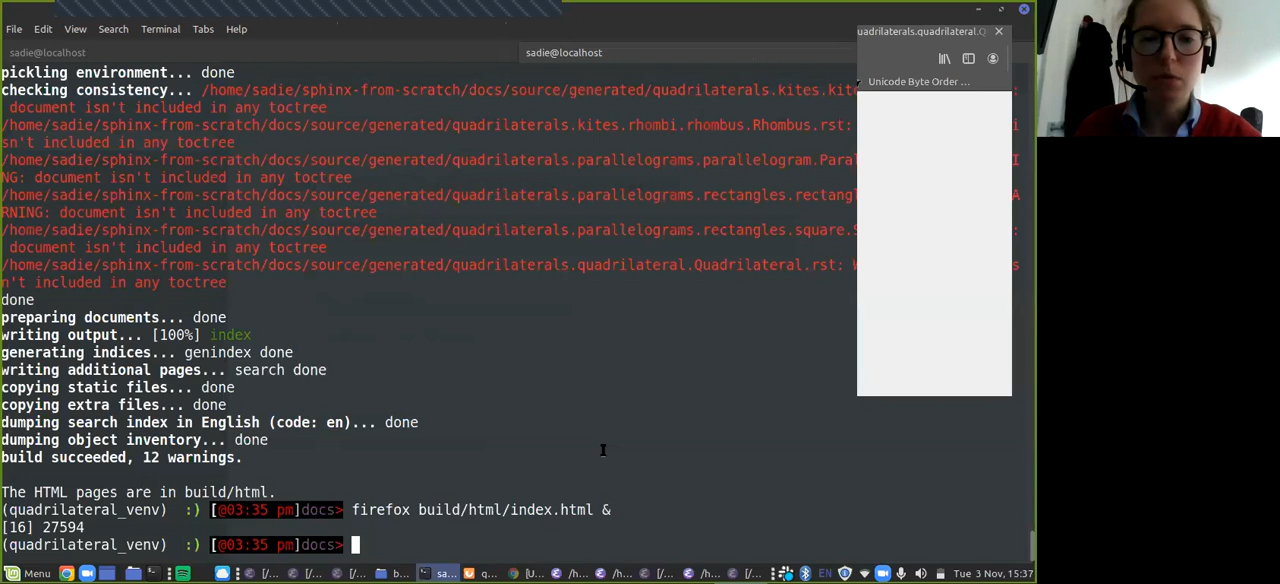 File Edit View Search Terminal Tabs Help
sadie@localhost sadie@localhost
uadrilaterals.quadrilateral.Q
Unicode Byte Order ...
pickling environment... done
checking consistency... /home/sadie/sphinx-from-scratch/docs/source/generated/quadrilaterals.kites.kit
document isn't included in any toctree
/home/sadie/sphinx-from-scratch/docs/source/generated/quadrilaterals.kites.rhombi.rhombus.Rhombus.rst: i
sn't included in any toctree
/home/sadie/sphinx-from-scratch/docs/source/generated/quadrilaterals.parallelograms.parallelogram.Paral I
NG: document isn't included in any toctree
/home/sadie/sphinx-from-scratch/docs/source/generated/quadrilaterals.parallelograms.rectangles.rectang A
RNING: document isn't included in any toctree
/home/sadie/sphinx-from-scratch/docs/source/generated/quadrilaterals.parallelograms.rectangles.square.S :
document isn't included in any toctree
/home/sadie/sphinx-from-scratch/docs/source/generated/quadrilaterals.quadrilateral.Quadrilateral.rst: W s
n't included in any toctree
done
preparing documents... done
writing output... [100%] index
generating indices... genindex done
writing additional pages... search done
copying static files... done
copying extra files... done
dumping search index in English (code: en)... done
dumping object inventory... done
build succeeded, 12 warnings.
The HTML pages are in build/html.
(quadrilateral_venv) :) [@03:35 pm]docs> firefox build/html/index.html &
[16] 27594
(quadrilateral_venv) :) [@03:35 pm]docs>
Menu [/... [/... [/... b... sa... q... [U... /h... /h... [/... /h... [/... EN Tue 3 Nov, 15:37